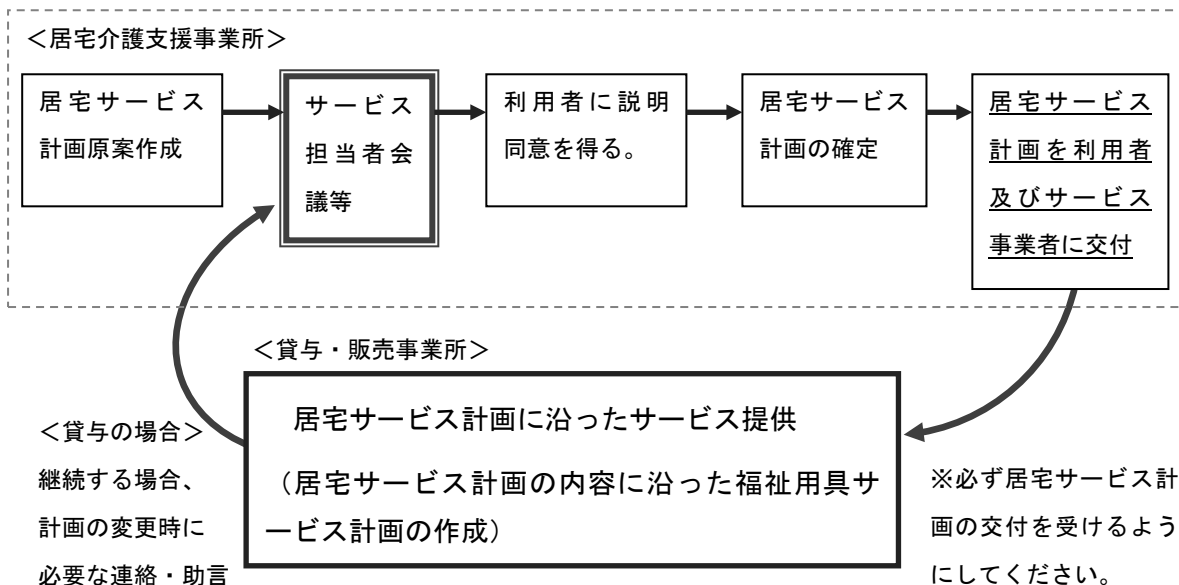 ＜居宅介護支援事業所＞
居宅サービス
計画原案作成
サービス
担当者会
議等
利用者に説明
同意を得る。
居宅サービス
計画の確定
居宅サービス
計画を利用者
及びサービス
事業者に交付
＜貸与・販売事業所＞
居宅サービス計画に沿ったサービス提供
（居宅サービス計画の内容に沿った福祉用具サ
ービス計画の作成）
＜貸与の場合＞
継続する場合、
計画の変更時に
必要な連絡・助言
※必ず居宅サービス計
画の交付を受けるよう
にしてください。